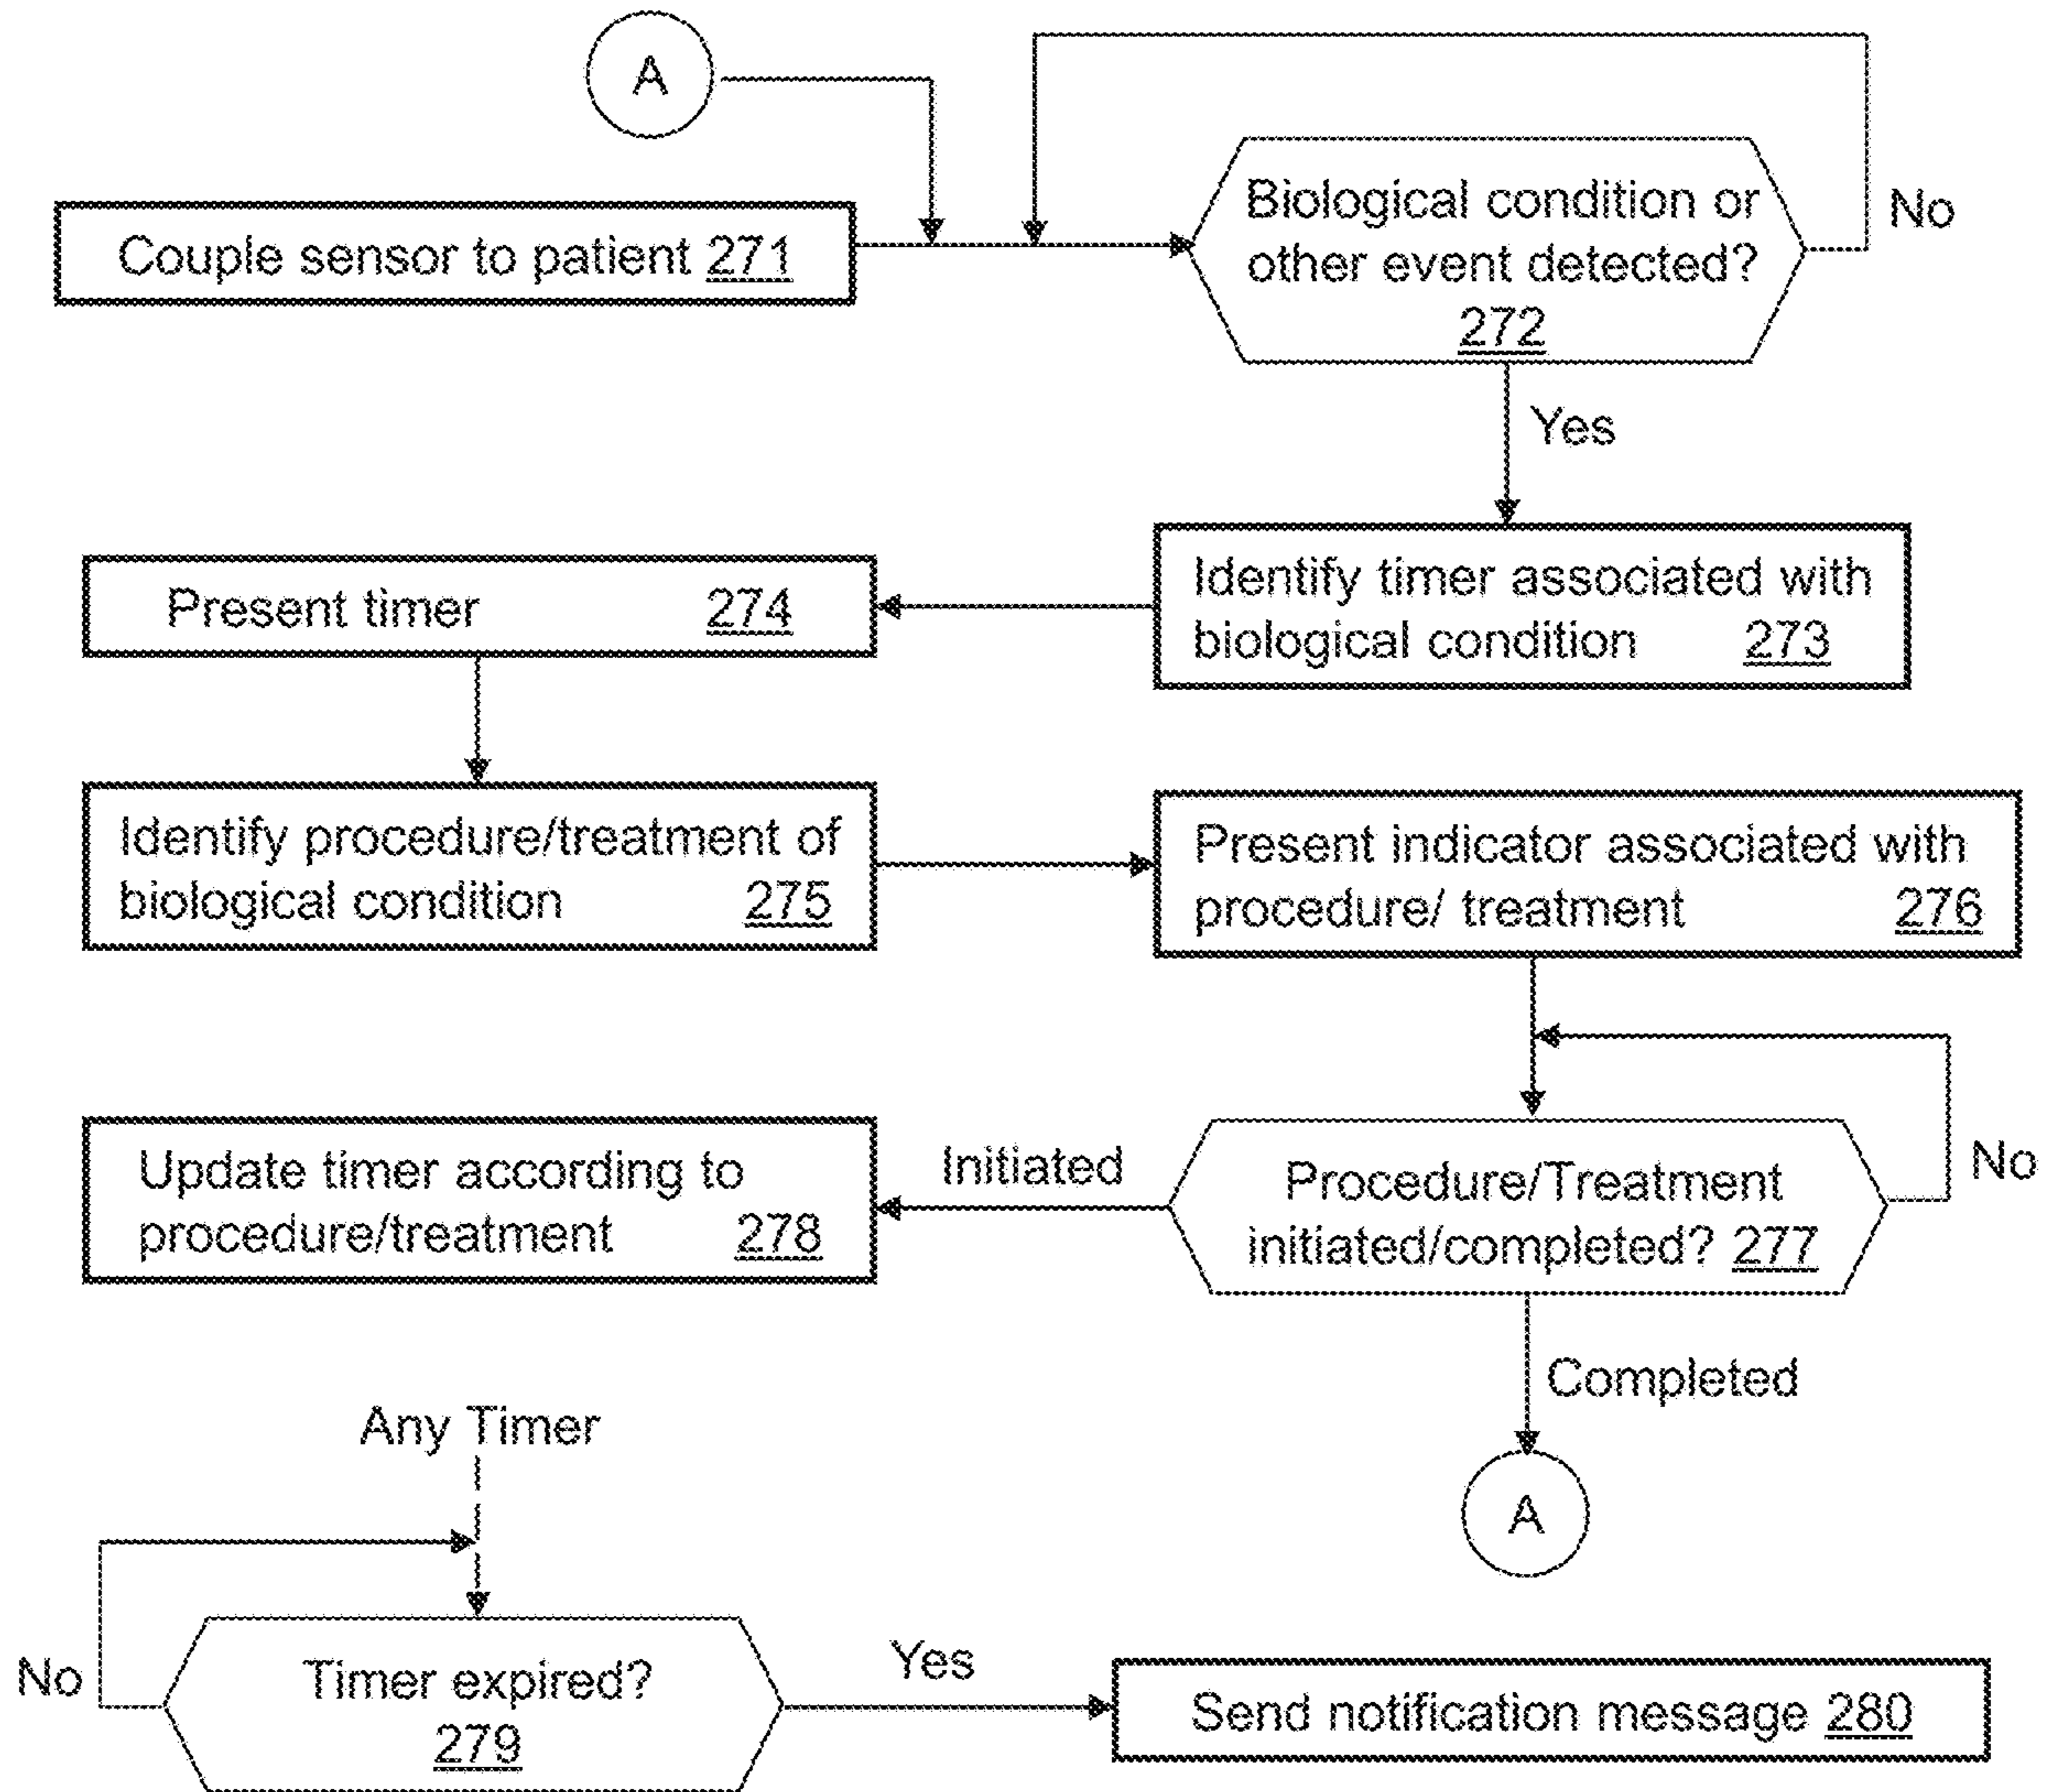 A
Couple sensor to patient 271
Biological condition or
other event detected?
272
No
Yes
Identify timer associated with
biological condition 273
Present timer 274
Identify procedure/treatment of
biological condition 275
Present indicator associated with
procedure/ treatment 276
Procedure/Treatment
initiated/completed? 277
No
Initiated
Update timer according to
procedure/treatment 278
Completed
A
Any Timer
Timer expired?
279
No
Yes
Send notification message 280